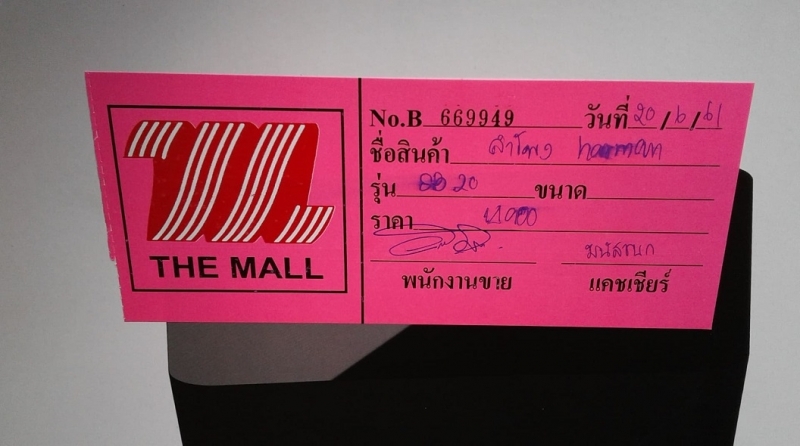 THE MALL
No.B 669949 วันที่ 20/6/61
ชื่อสินค้า ลำโพง harman
รุ่น 20 ขนาด
ราคา
พนักงานขาย แคชเชียร์